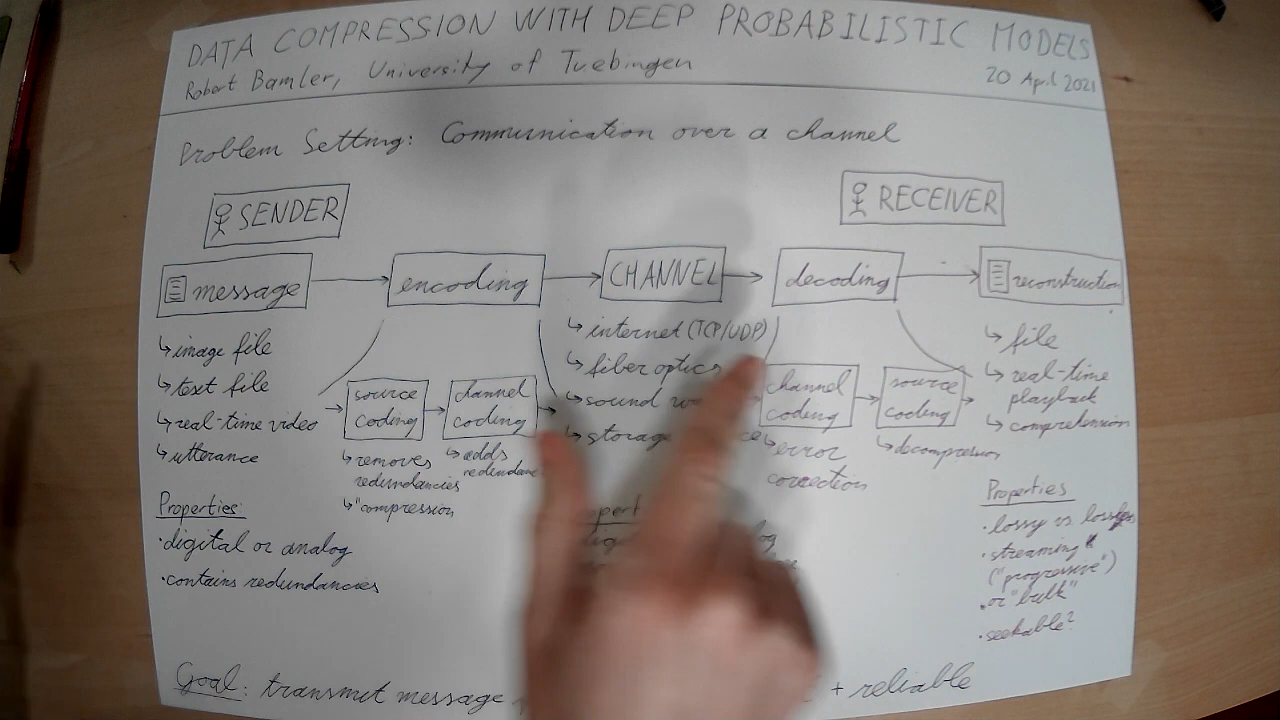 DATA COMPRESSION WITH DEEP PROBABILISTIC MODELS
Robert Bamler, University of Tuebingen
20 April 2021
Problem Setting: Communication over a channel
SENDER
RECEIVER
message
encoding
CHANNEL
decoding
reconstruction
↳ image file
↳ text file
↳ real-time video
↳ utterance
source coding
channel coding
↳ removes
redundancies
↳ "compression
↳ adds
↳ internet (TCP/UDP)
↳ fiber optics
↳ sound
↳ storage
channel coding
source coding
↳ error
correction
↳ decompression
↳ file
↳ real-time
playback
↳ comprehension
Properties:
· digital or analog
· contains redundancies
Properties
· lossy vs. lossless
· streaming"
("progressive")
· or "bulk"
· seekable?
Goal: transmit message
+ reliable